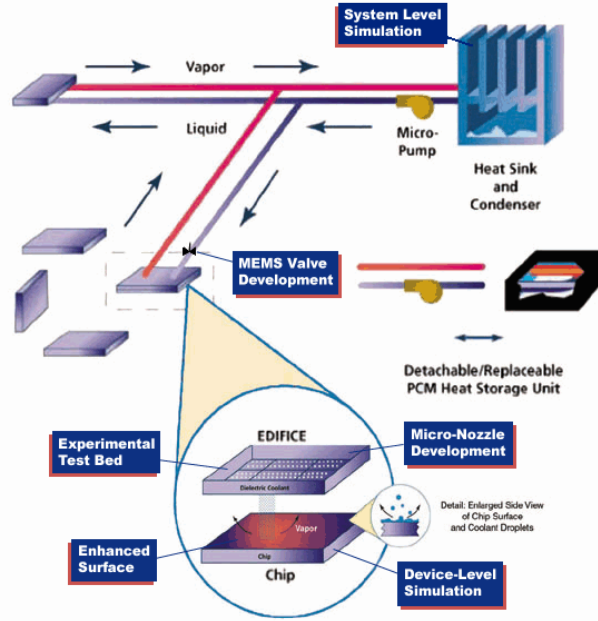 System Level
Simulation
Vapor
Liquid
Micro-
Pump
Heat Sink
and
Condenser
MEMS Valve
Development
Detachable/Replaceable
PCM Heat Storage Unit
EDIFICE
Experimental
Test Bed
Micro-Nozzle
Development
Dielectric Coolant
Detail: Enlarged Side View
of Chip Surface
and Coolant Droplets
Vapor
Enhanced
Surface
Chip
Chip
Device-Level
Simulation